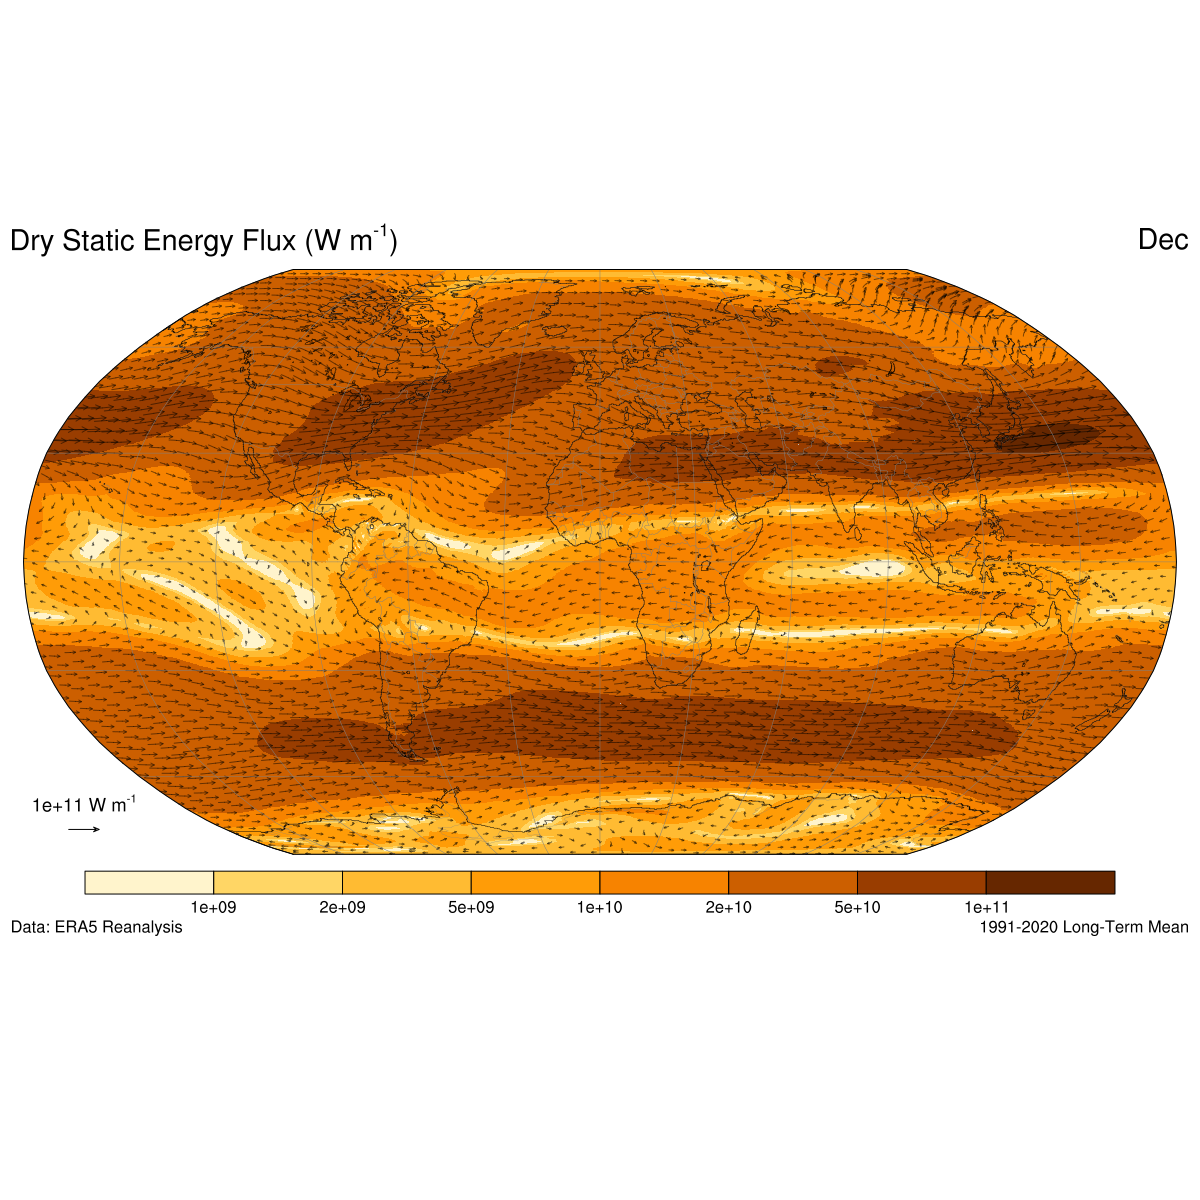 Dry Static Energy Flux (W m-1)
Dec
1e+11 W m-1
1e+09 2e+09 5e+09 1e+10 2e+10 5e+10 1e+11
Data: ERA5 Reanalysis
1991-2020 Long-Term Mean